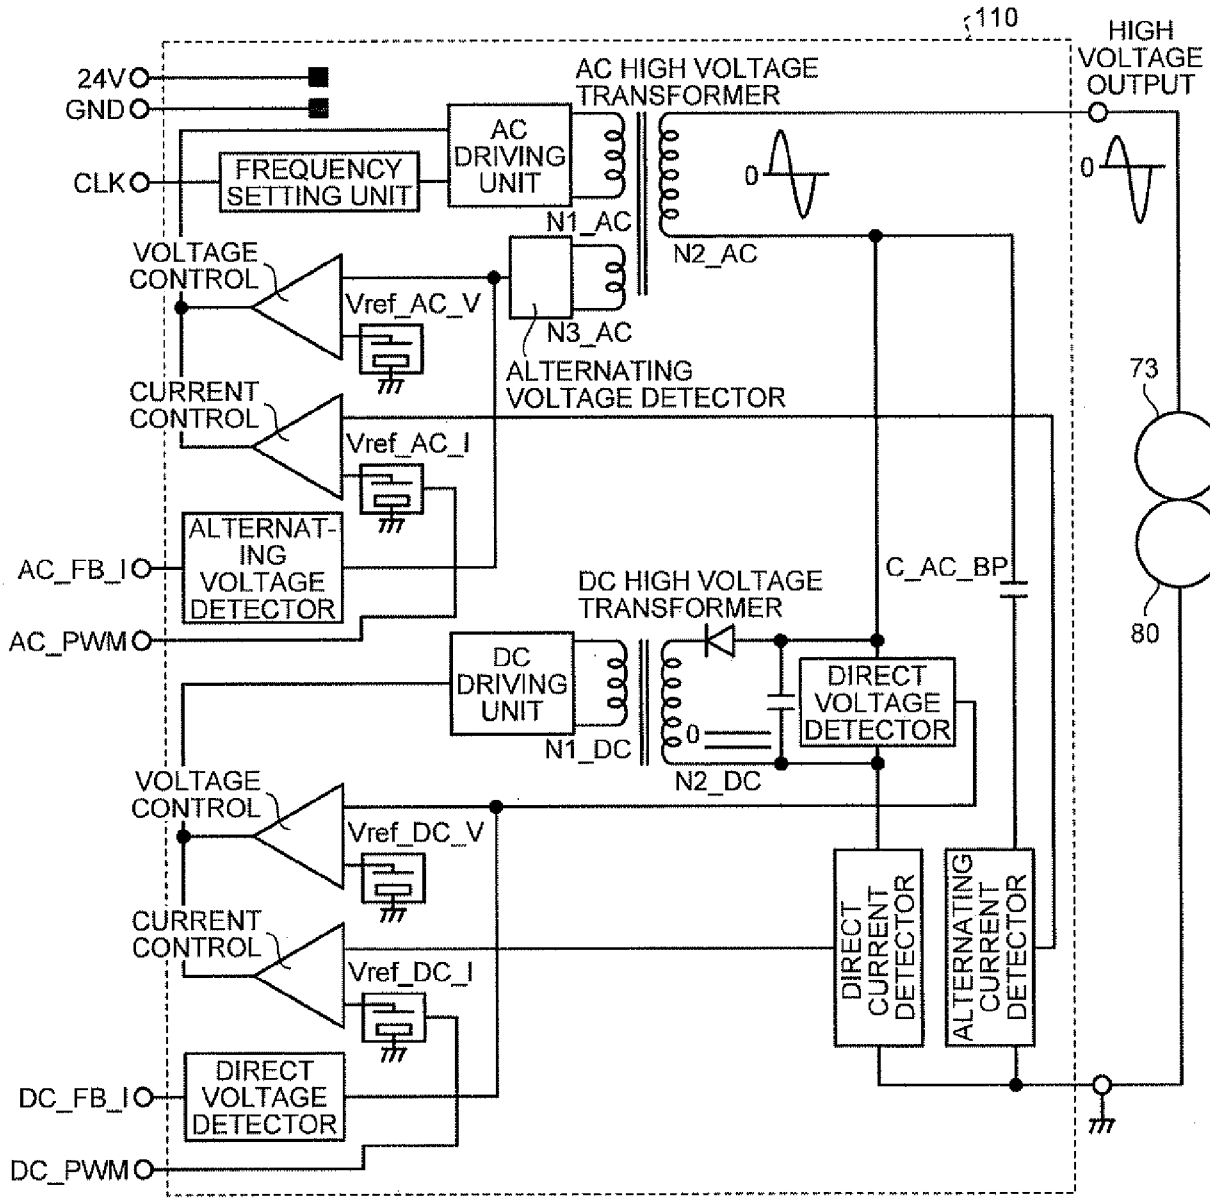 110
HIGH
VOLTAGE
OUTPUT
24V
GND
CLK
AC HIGH VOLTAGE
TRANSFORMER
AC
DRIVING
UNIT
FREQUENCY
SETTING UNIT
0
0
N1_AC
N2_AC
VOLTAGE
CONTROL
Vref_AC_V
N3_AC
ALTERNATING
VOLTAGE DETECTOR
CURRENT
CONTROL
Vref_AC_I
73
ALTERNAT-
ING
VOLTAGE
DETECTOR
AC_FB_I
AC_PWM
DC HIGH VOLTAGE
TRANSFORMER
C_AC_BP
80
DC
DRIVING
UNIT
DIRECT
VOLTAGE
DETECTOR
0
N1_DC
N2_DC
VOLTAGE
CONTROL
Vref_DC_V
CURRENT
CONTROL
Vref_DC_I
DIRECT
CURRENT
DETECTOR
ALTERNATING
CURRENT
DETECTOR
DIRECT
VOLTAGE
DETECTOR
DC_FB_I
DC_PWM